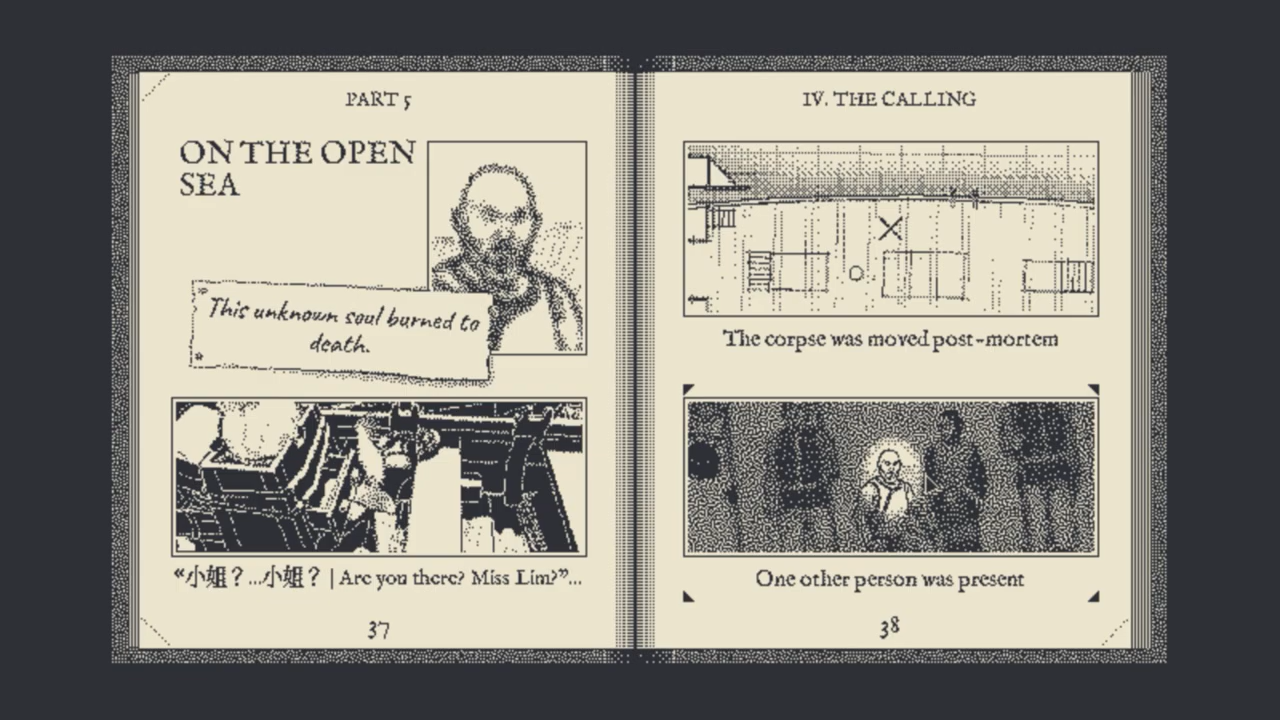 PART 5
ON THE OPEN
SEA
This unknown soul burned to
death.
“小姐？...小姐？ | Are you there? Miss Lim?”...
37
IV. THE CALLING
The corpse was moved post-mortem
One other person was present
38